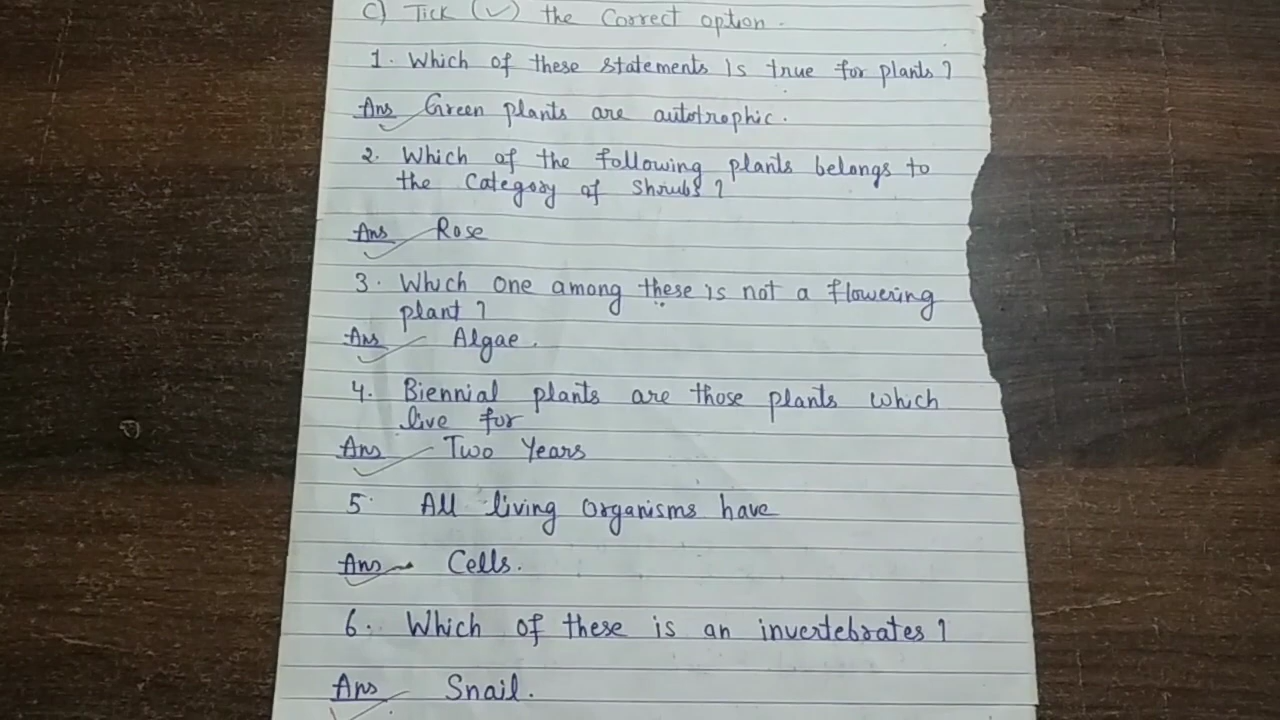 C) Tick (✓) the Correct option.
1. Which of these statements is true for plants?
Ans Green plants are autotrophic.
2. Which of the following plants belongs to
the Category of Shrubs?
Ans Rose
3. Which one among these is not a flowering
plant?
Ans Algae.
4. Biennial plants are those plants which
live for
Ans Two Years
5. All living Organisms have
Ans Cells.
6. Which of these is an invertebrates?
Ans Snail.